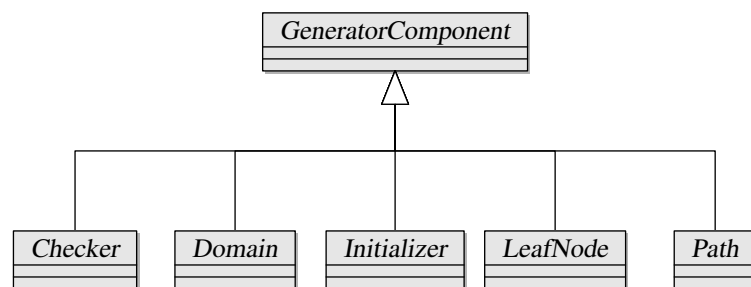 GeneratorComponent
Checker
Domain
Initializer
LeafNode
Path